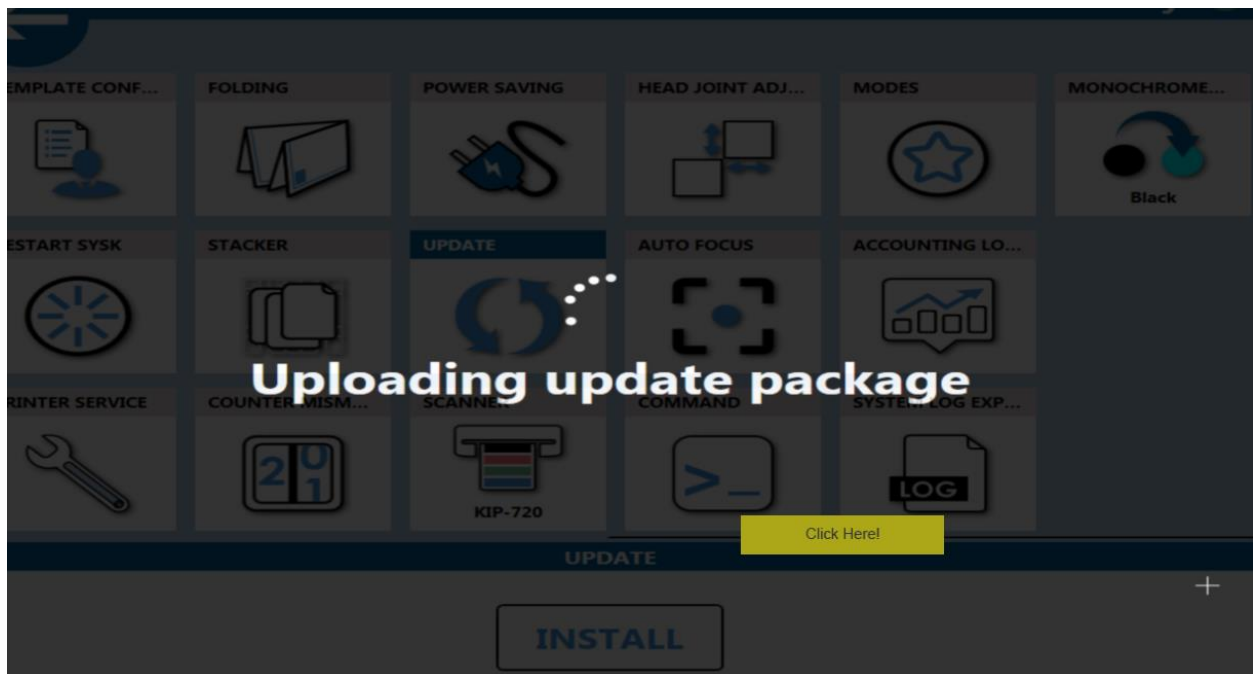 EMPLATE CONF...
FOLDING
POWER SAVING
HEAD JOINT ADJ...
MODES
MONOCHROME...
Black
ESTART SYSK
STACKER
UPDATE
AUTO FOCUS
ACCOUNTING LO...
Uploading update package
RINTER SERVICE
COUNTER MISM...
SCANNER
COMMAND
SYSTEM LOG EXP...
2 0
1
KIP-720
>_
LOG
Click Here!
UPDATE
+
INSTALL